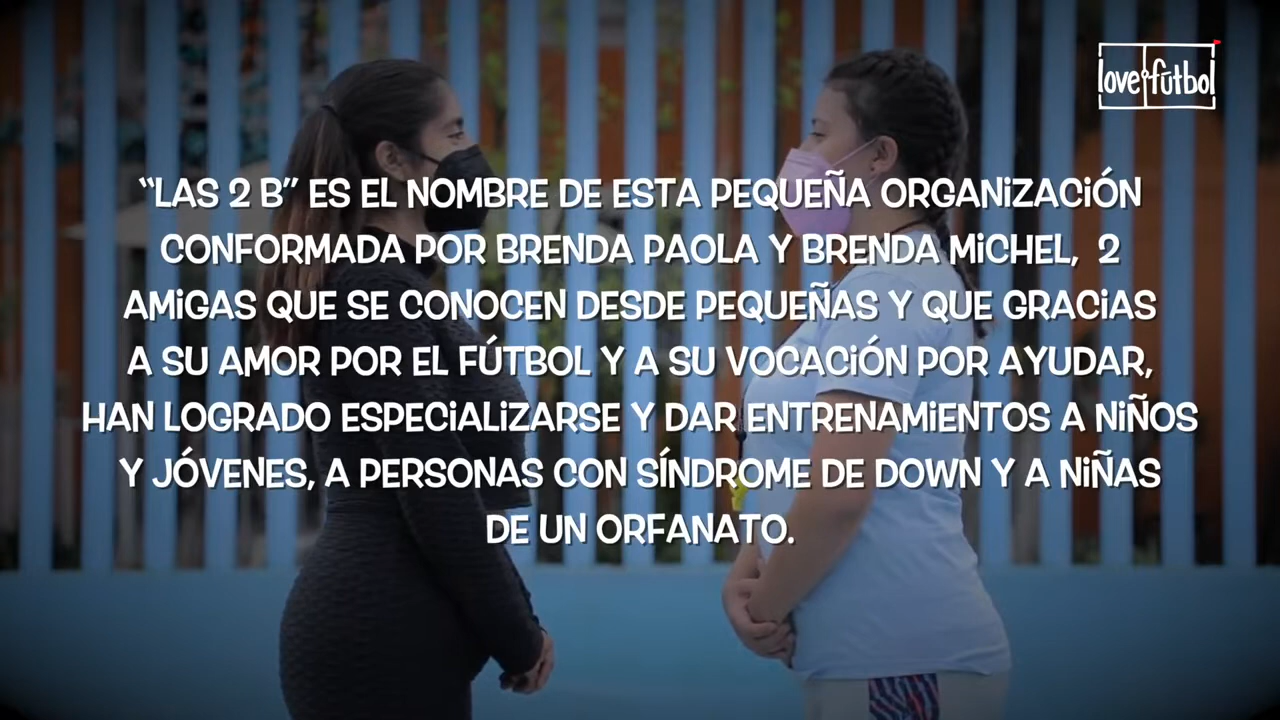 love fútbol
"LAS 2 B" ES EL NOMBRE DE ESTA PEQUEÑA ORGANIZACIÓN
CONFORMADA POR BRENDA PAOLA Y BRENDA MICHEL, 2
AMIGAS QUE SE CONOCEN DESDE PEQUEÑAS Y QUE GRACIAS
A SU AMOR POR EL FÚTBOL Y A SU VOCACIÓN POR AYUDAR,
HAN LOGRADO ESPECIALIZARSE Y DAR ENTRENAMIENTOS A NIÑOS
Y JÓVENES, A PERSONAS CON SÍNDROME DE DOWN Y A NIÑAS
DE UN ORFANATO.